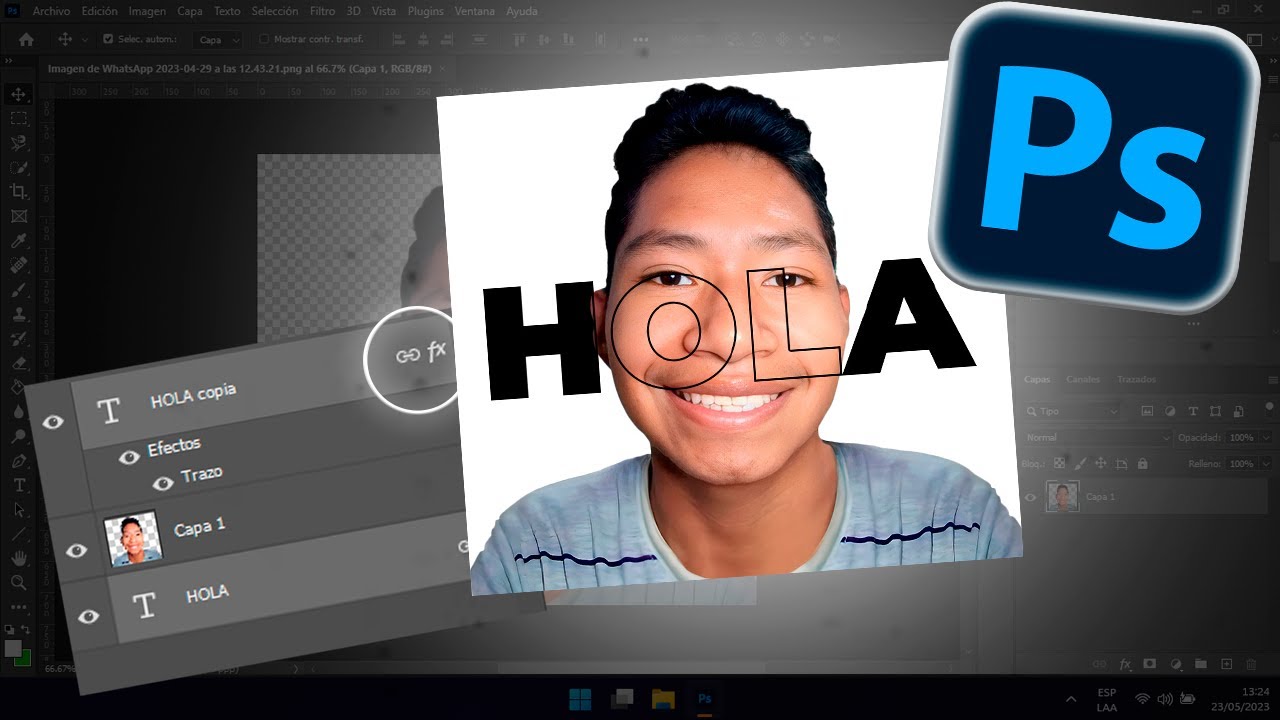 Ps Archivo Edición Imagen Capa Texto Selección Filtro 3D Vista Plugins Ventana Ayuda
Selec. autom.: Capa Mostrar contr. transf.
Imagen de WhatsApp 2023-04-29 a las 12.43.21.png al 66.7% (Capa 1, RGB/8#)
Ps
HOLA
fx
T HOLA copia
Efectos
Trazo
Capa 1
T HOLA
Capas Canales Trazados
Tipo
Normal Opacidad: 100%
Bloq.: Relleno: 100%
Capa 1
66.67%
fx
Ps
ESP
LAA
13:24
23/05/2023